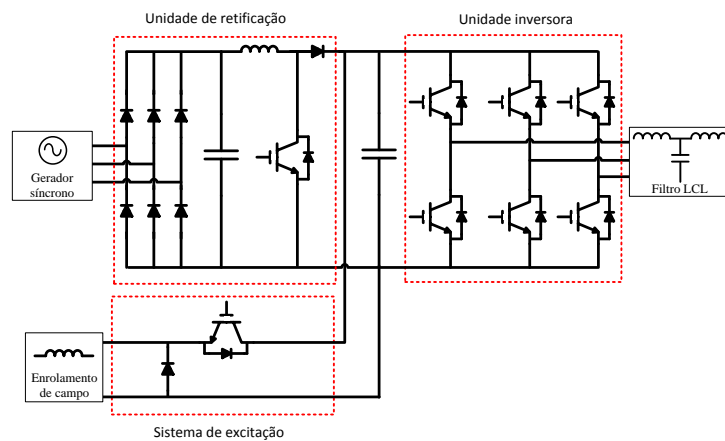 Unidade de retificação
Unidade inversora
Gerador
síncrono
Filtro LCL
Enrolamento
de campo
Sistema de excitação